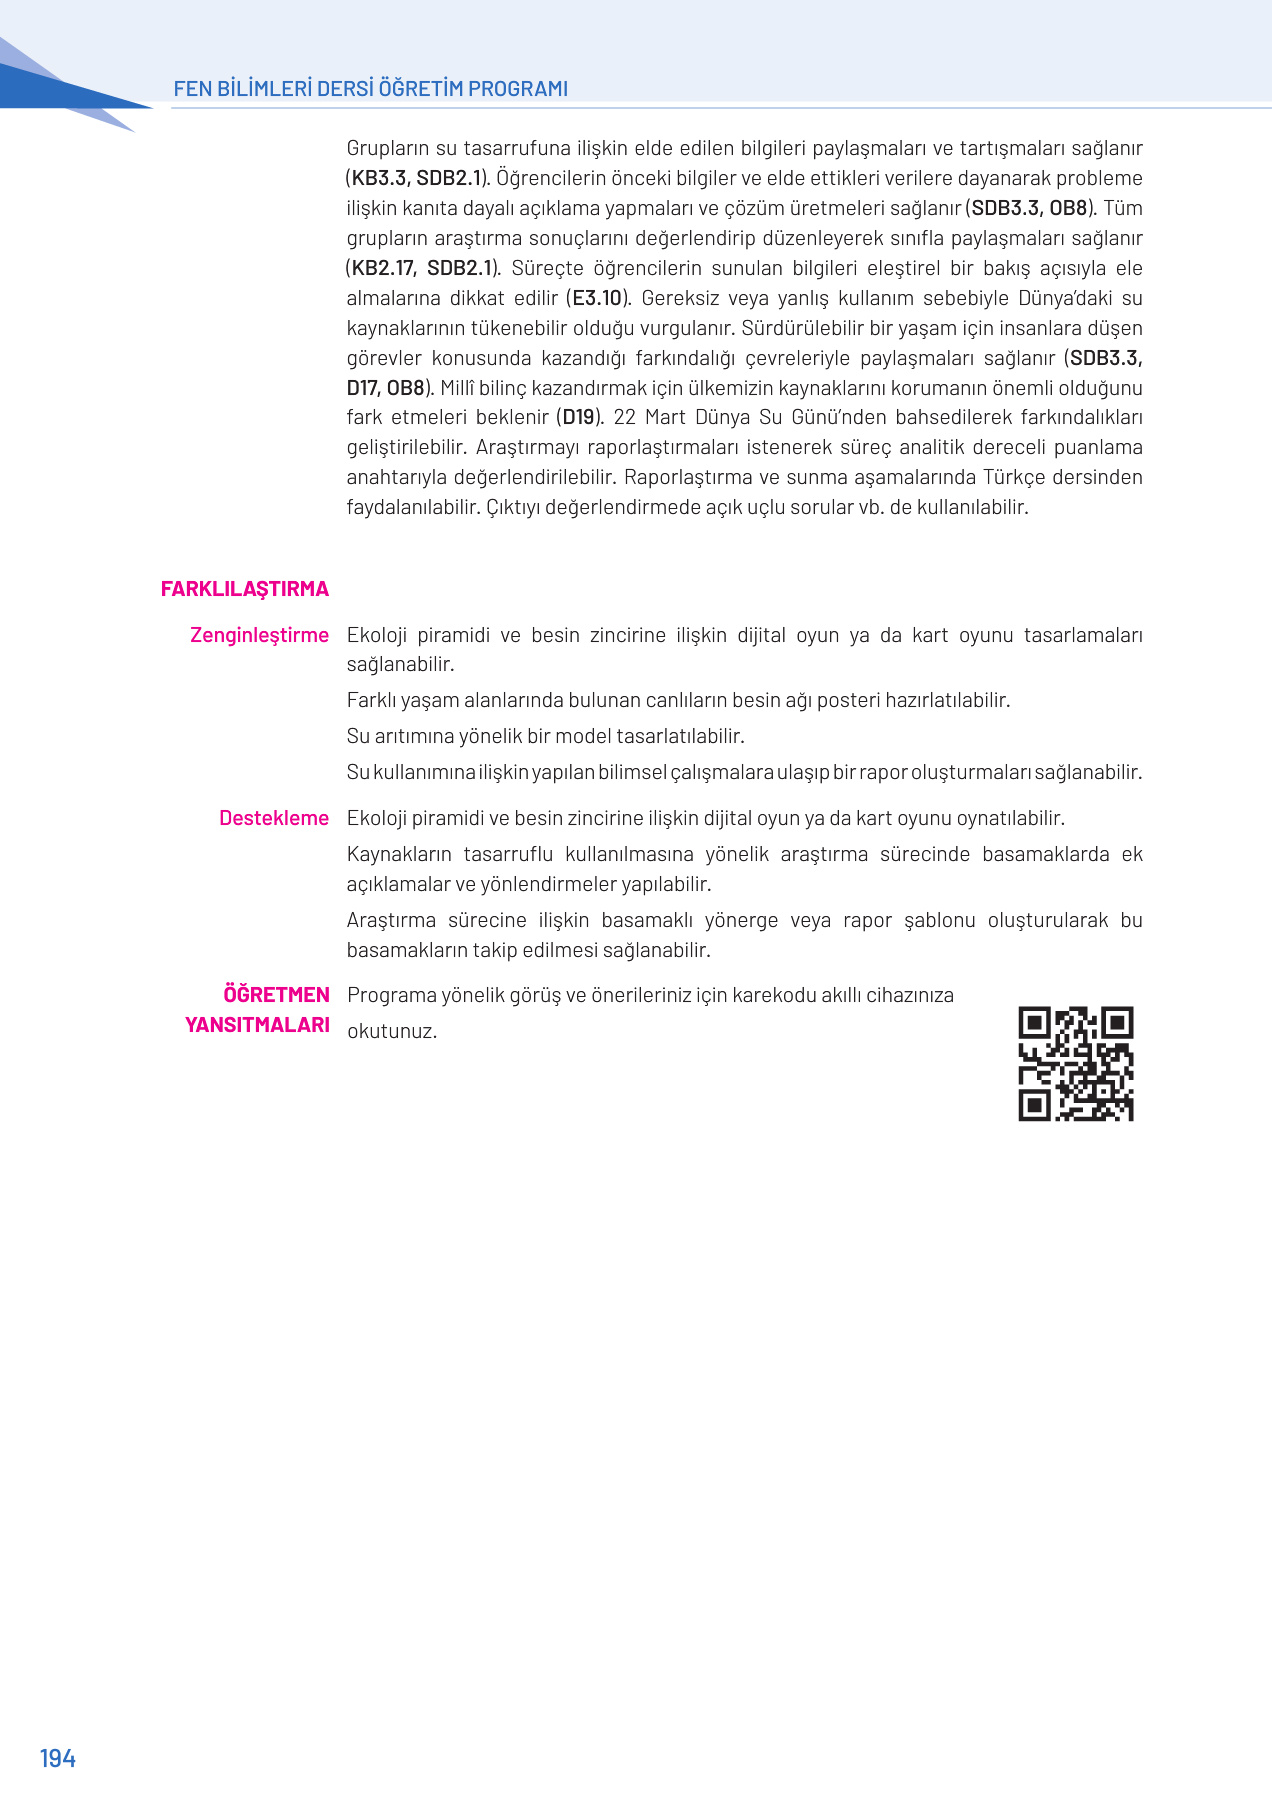 FEN BİLİMLERİ DERSİ ÖĞRETİM PROGRAMI
Grupların su tasarrufuna ilişkin elde edilen bilgileri paylaşmaları ve tartışmaları sağlanır
(KB3.3, SDB2.1). Öğrencilerin önceki bilgiler ve elde ettikleri verilere dayanarak probleme
ilişkin kanıta dayalı açıklama yapmaları ve çözüm üretmeleri sağlanır (SDB3.3, OB8). Tüm
grupların araştırma sonuçlarını değerlendirip düzenleyerek sınıfla paylaşmaları sağlanır
(KB2.17, SDB2.1). Süreçte öğrencilerin sunulan bilgileri eleştirel bir bakış açısıyla ele
almalarına dikkat edilir (E3.10). Gereksiz veya yanlış kullanım sebebiyle Dünya’daki su
kaynaklarının tükenebilir olduğu vurgulanır. Sürdürülebilir bir yaşam için insanlara düşen
görevler konusunda kazandığı farkındalığı çevreleriyle paylaşmaları sağlanır (SDB3.3,
D17, OB8). Millî bilinç kazandırmak için ülkemizin kaynaklarını korumanın önemli olduğunu
fark etmeleri beklenir (D19). 22 Mart Dünya Su Günü’nden bahsedilerek farkındalıkları
geliştirilebilir. Araştırmayı raporlaştırmaları istenerek süreç analitik dereceli puanlama
anahtarıyla değerlendirilebilir. Raporlaştırma ve sunma aşamalarında Türkçe dersinden
faydalanılabilir. Çıktıyı değerlendirmede açık uçlu sorular vb. de kullanılabilir.
FARKLILAŞTIRMA
Zenginleştirme Ekoloji piramidi ve besin zincirine ilişkin dijital oyun ya da kart oyunu tasarlamaları
sağlanabilir.
Farklı yaşam alanlarında bulunan canlıların besin ağı posteri hazırlatılabilir.
Su arıtımına yönelik bir model tasarlatılabilir.
Su kullanımına ilişkin yapılan bilimsel çalışmalara ulaşıp bir rapor oluşturmaları sağlanabilir.
Destekleme Ekoloji piramidi ve besin zincirine ilişkin dijital oyun ya da kart oyunu oynatılabilir.
Kaynakların tasarruflu kullanılmasına yönelik araştırma sürecinde basamaklarda ek
açıklamalar ve yönlendirmeler yapılabilir.
Araştırma sürecine ilişkin basamaklı yönerge veya rapor şablonu oluşturularak bu
basamakların takip edilmesi sağlanabilir.
ÖĞRETMEN
YANSITMALARI
Programa yönelik görüş ve önerileriniz için karekodu akıllı cihazınıza
okutunuz.
194